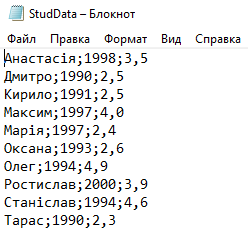 StudData – Блокнот
Файл Правка Формат Вид Справка
Анастасія;1998;3,5
Дмитро;1990;2,5
Кирило;1991;2,5
Максим;1997;4,0
Марія;1997;2,4
Оксана;1993;2,6
Олег;1994;4,9
Ростислав;2000;3,9
Станіслав;1994;4,6
Тарас;1990;2,3